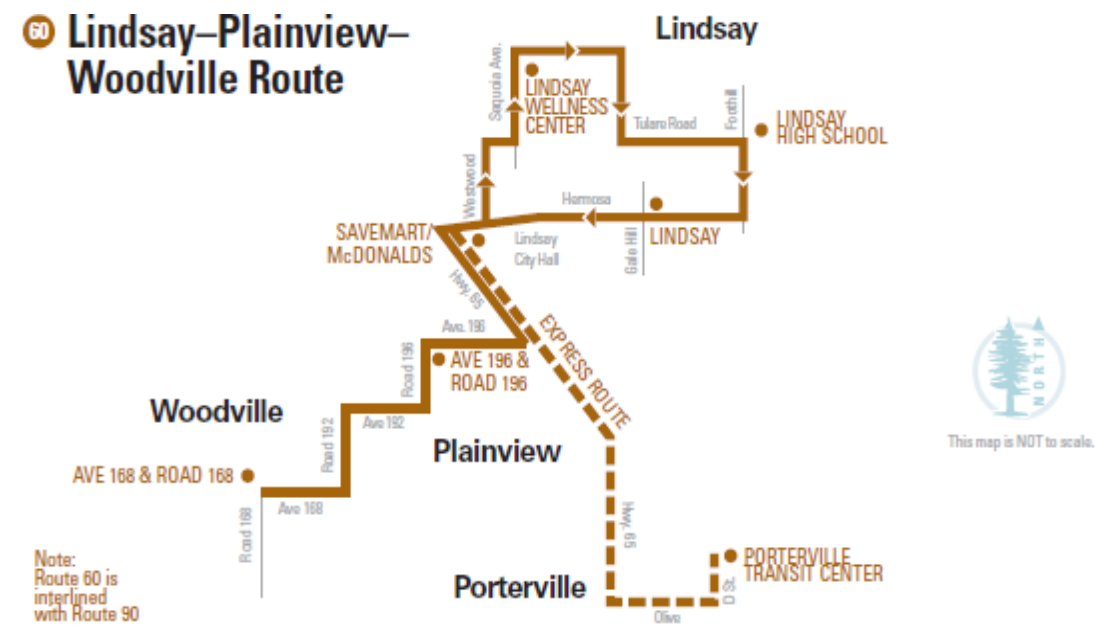 60 Lindsay–Plainview–
Woodville Route
Lindsay
Sequoia Ave.
LINDSAY
WELLNESS
CENTER
Tulare Road
Foothill
LINDSAY
HIGH SCHOOL
Westwood
Hermosa
SAVEMART/
McDONALDS
Lindsay
City Hall
Gale Hill
LINDSAY
Hwy. 65
Ave. 196
EXPRESS ROUTE
Road 196
AVE 196 &
ROAD 196
NORTH
This map is NOT to scale.
Woodville
Ave 192
Road 192
Plainview
AVE 168 & ROAD 168
Ave 168
Road 168
Hwy. 65
Note:
Route 60 is
interlined
with Route 90
Porterville
PORTERVILLE
TRANSIT CENTER
D St.
Olive